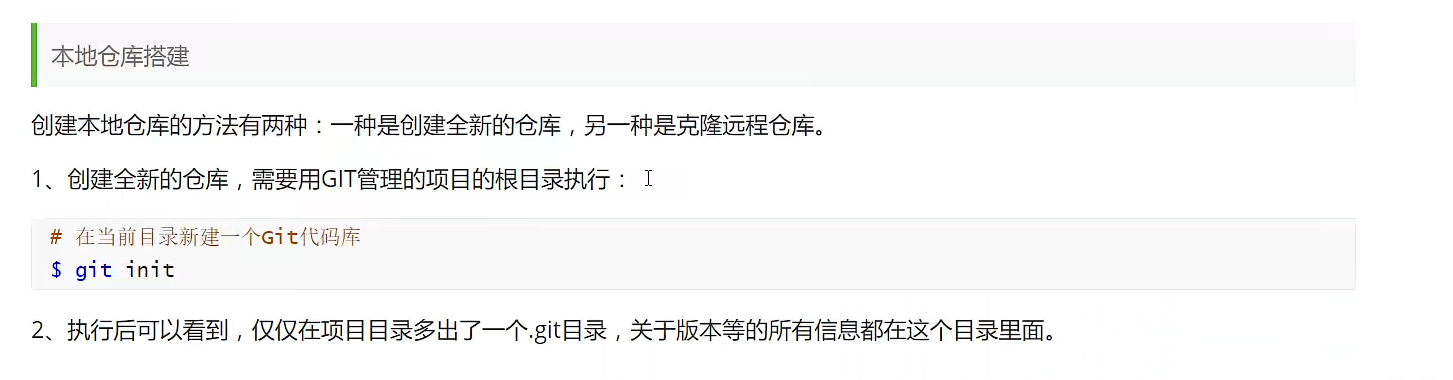 本地仓库搭建
创建本地仓库的方法有两种：一种是创建全新的仓库，另一种是克隆远程仓库。
1、创建全新的仓库，需要用GIT管理的项目的根目录执行：
# 在当前目录新建一个Git代码库
$ git init
2、执行后可以看到，仅仅在项目目录多出了一个.git目录，关于版本等的所有信息都在这个目录里面。